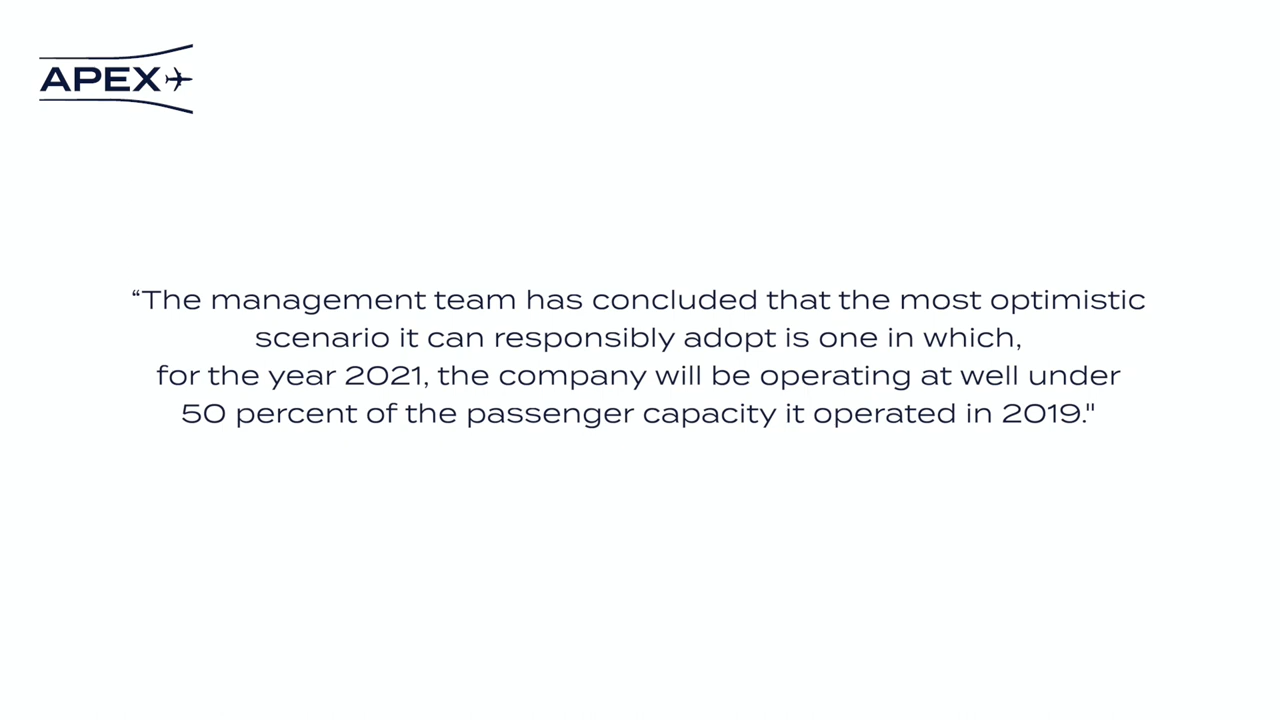 APEX
“The management team has concluded that the most optimistic
scenario it can responsibly adopt is one in which,
for the year 2021, the company will be operating at well under
50 percent of the passenger capacity it operated in 2019."